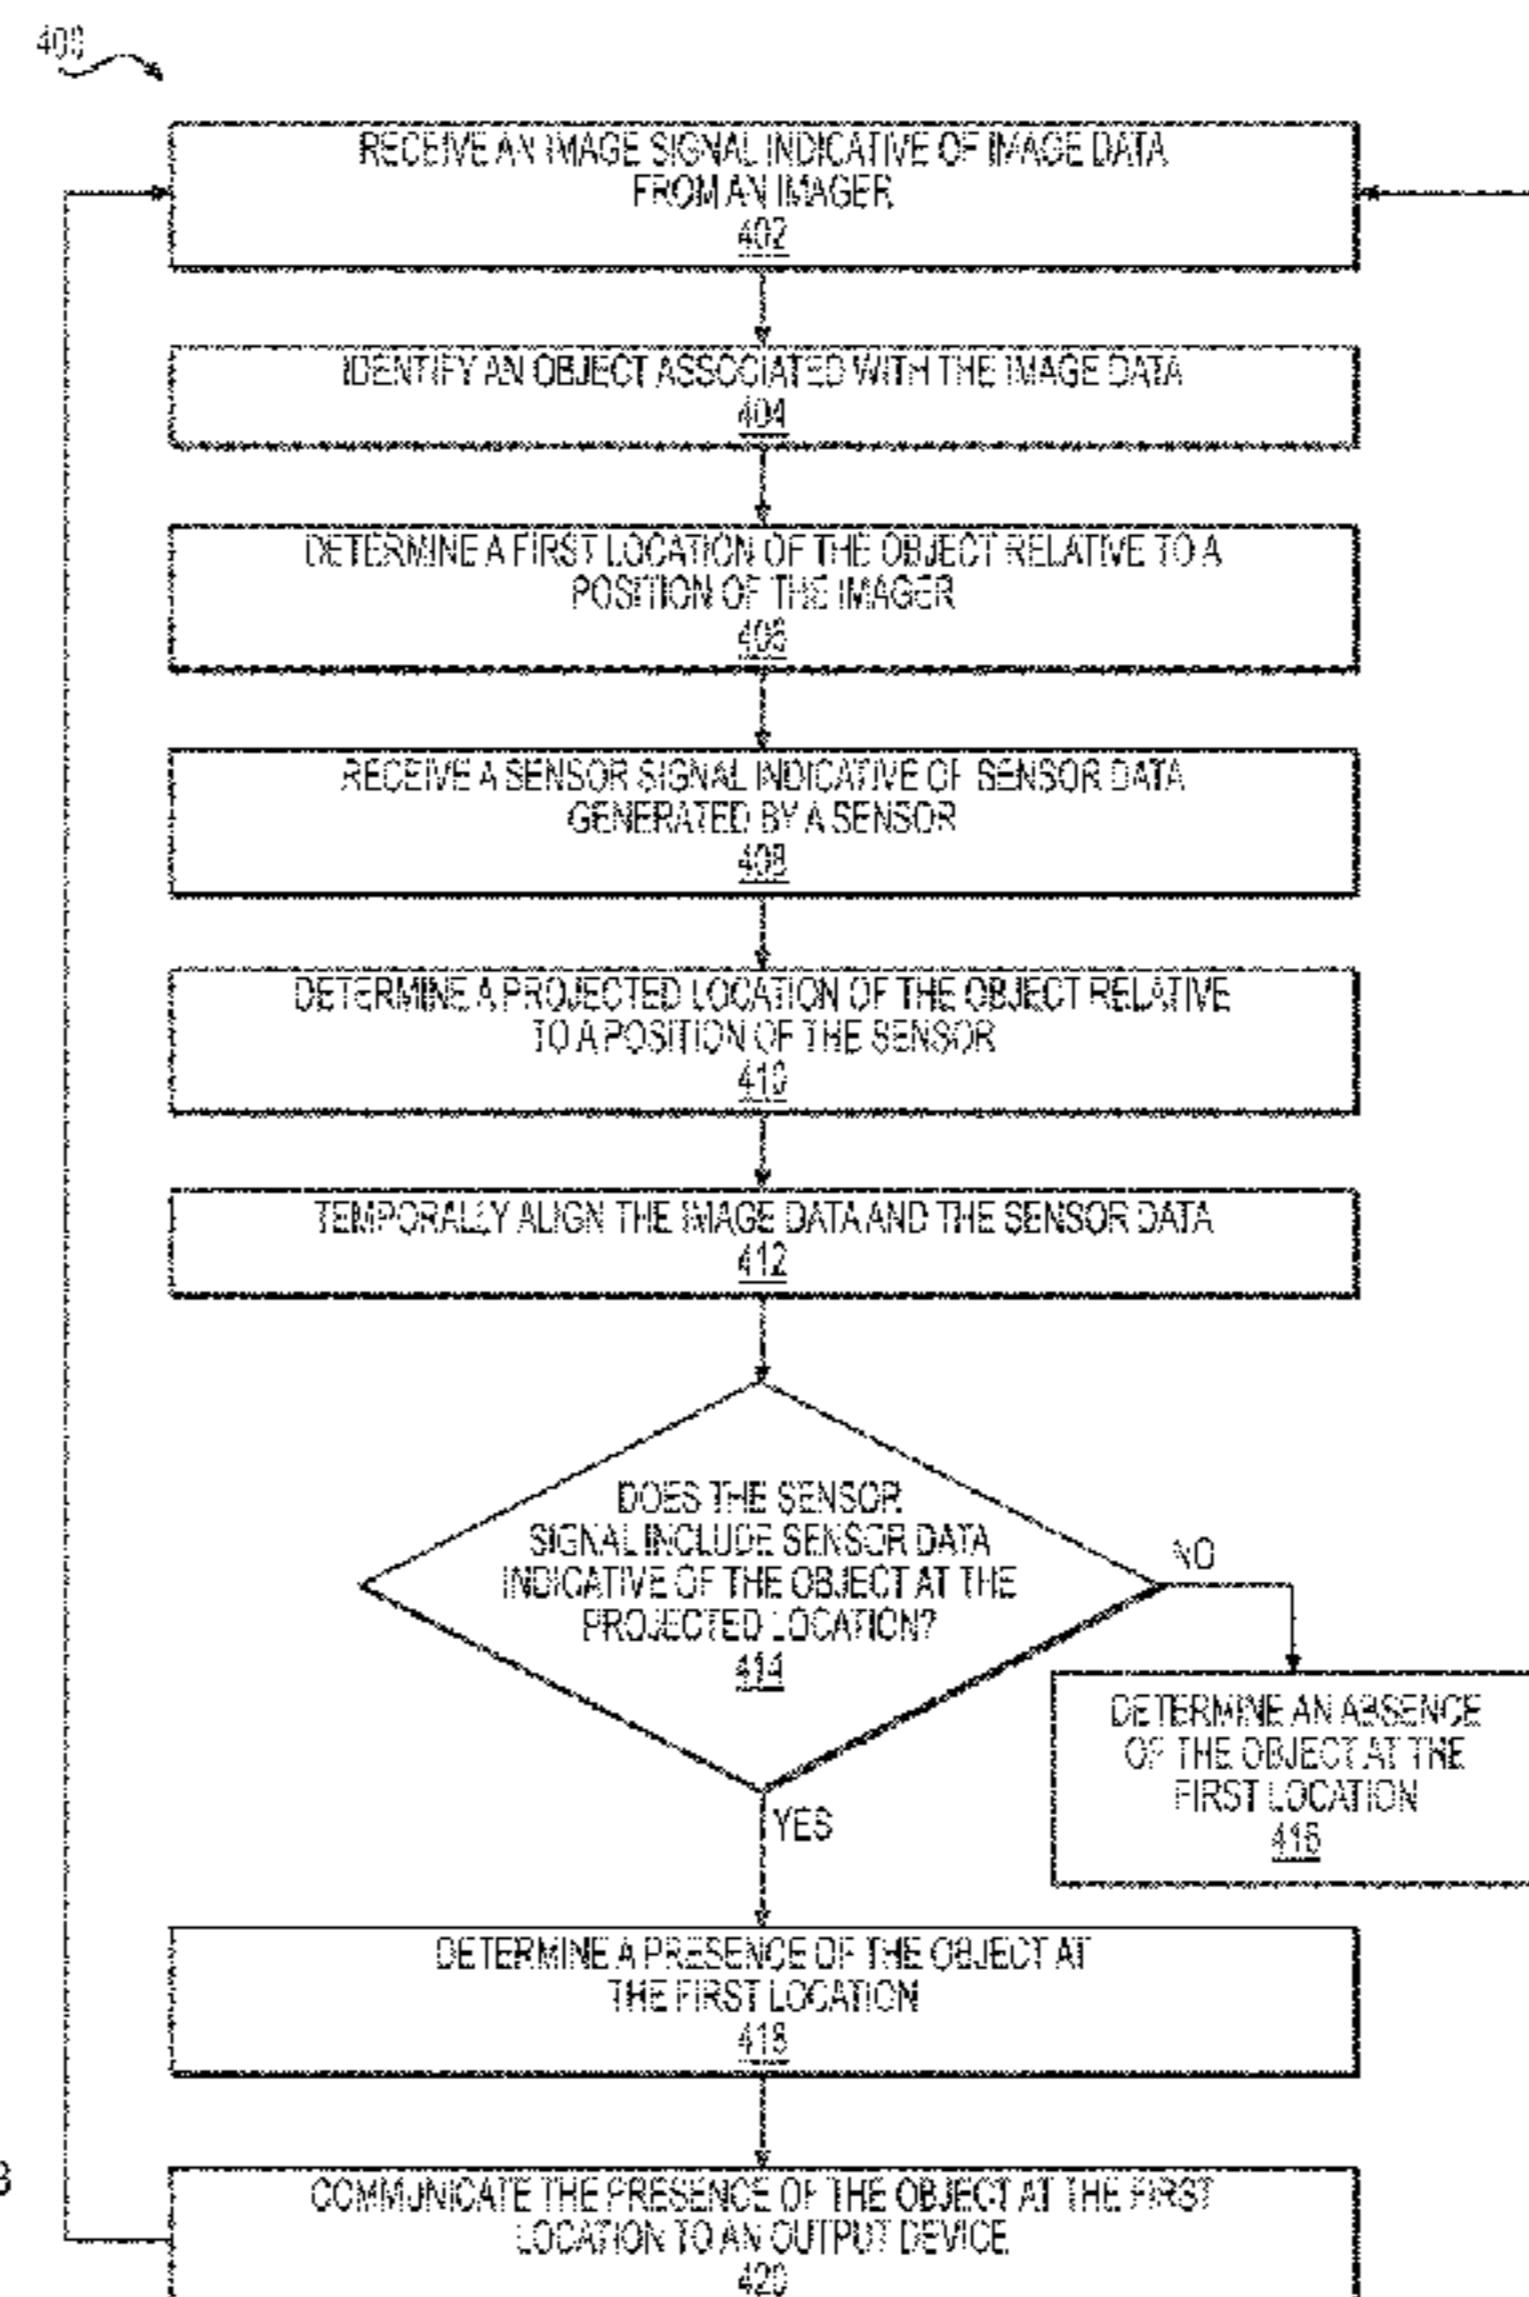 400
RECEIVE AN IMAGE SIGNAL INDICATIVE OF IMAGE DATA
FROM AN IMAGER
402
IDENTIFY AN OBJECT ASSOCIATED WITH THE IMAGE DATA
404
DETERMINE A FIRST LOCATION OF THE OBJECT RELATIVE TO A
POSITION OF THE IMAGER
406
RECEIVE A SENSOR SIGNAL INDICATIVE OF SENSOR DATA
GENERATED BY A SENSOR
408
DETERMINE A PROJECTED LOCATION OF THE OBJECT RELATIVE
TO A POSITION OF THE SENSOR
410
TEMPORALLY ALIGN THE IMAGE DATA AND THE SENSOR DATA
412
DOES THE SENSOR
SIGNAL INCLUDE SENSOR DATA
INDICATIVE OF THE OBJECT AT THE
PROJECTED LOCATION?
414
NO
DETERMINE AN ABSENCE
OF THE OBJECT AT THE
FIRST LOCATION
416
YES
DETERMINE A PRESENCE OF THE OBJECT AT
THE FIRST LOCATION
418
COMMUNICATE THE PRESENCE OF THE OBJECT AT THE FIRST
LOCATION TO AN OUTPUT DEVICE
420